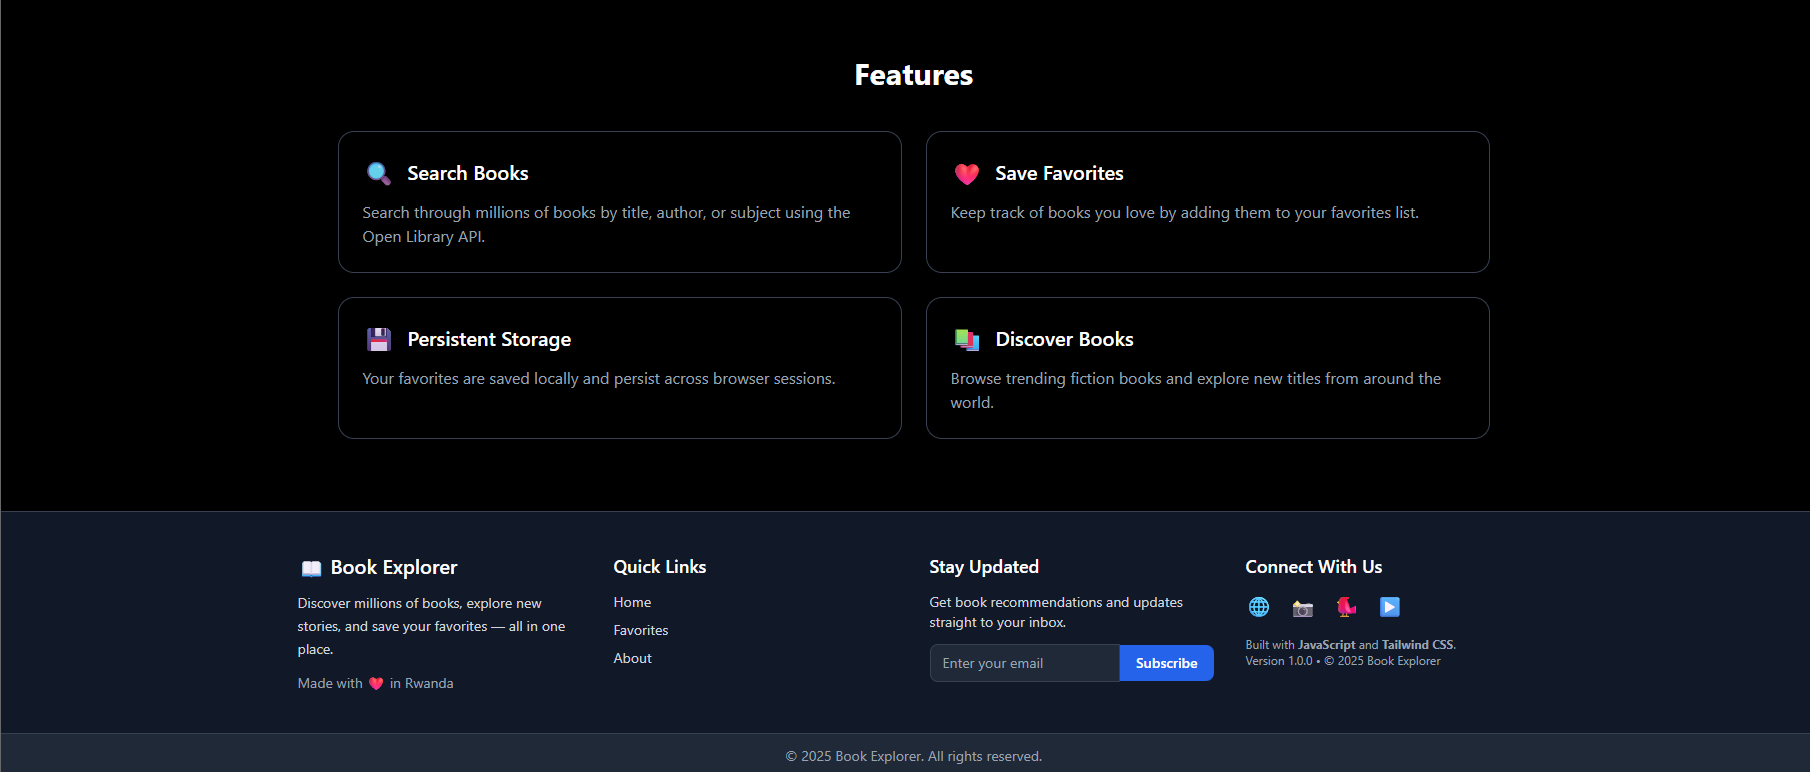 Features
Search Books
Search through millions of books by title, author, or subject using the
Open Library API.
Save Favorites
Keep track of books you love by adding them to your favorites list.
Persistent Storage
Your favorites are saved locally and persist across browser sessions.
Discover Books
Browse trending fiction books and explore new titles from around the
world.
Book Explorer
Discover millions of books, explore new
stories, and save your favorites — all in one
place.
Made with ❤️ in Rwanda
Quick Links
Home
Favorites
About
Stay Updated
Get book recommendations and updates
straight to your inbox.
Enter your email
Subscribe
Connect With Us
Built with JavaScript and Tailwind CSS.
Version 1.0.0 • © 2025 Book Explorer
© 2025 Book Explorer. All rights reserved.